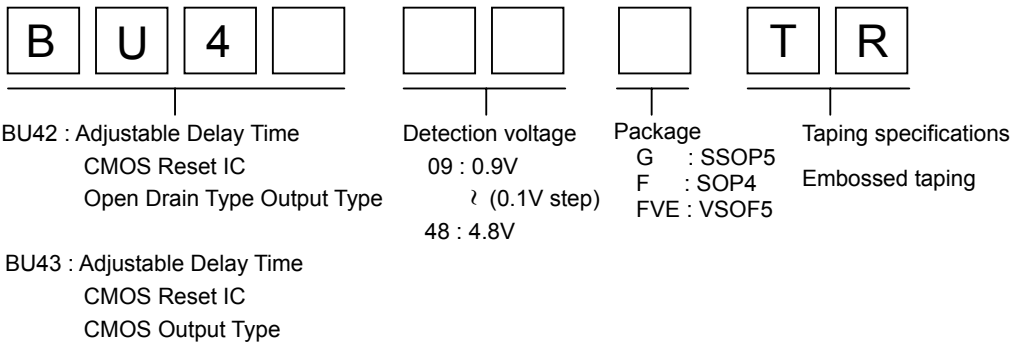 B U 4 T R
BU42 : Adjustable Delay Time
CMOS Reset IC
Open Drain Type Output Type
BU43 : Adjustable Delay Time
CMOS Reset IC
CMOS Output Type
Detection voltage
09 : 0.9V
≀ (0.1V step)
48 : 4.8V
Package
G : SSOP5
F : SOP4
FVE : VSOF5
Taping specifications
Embossed taping